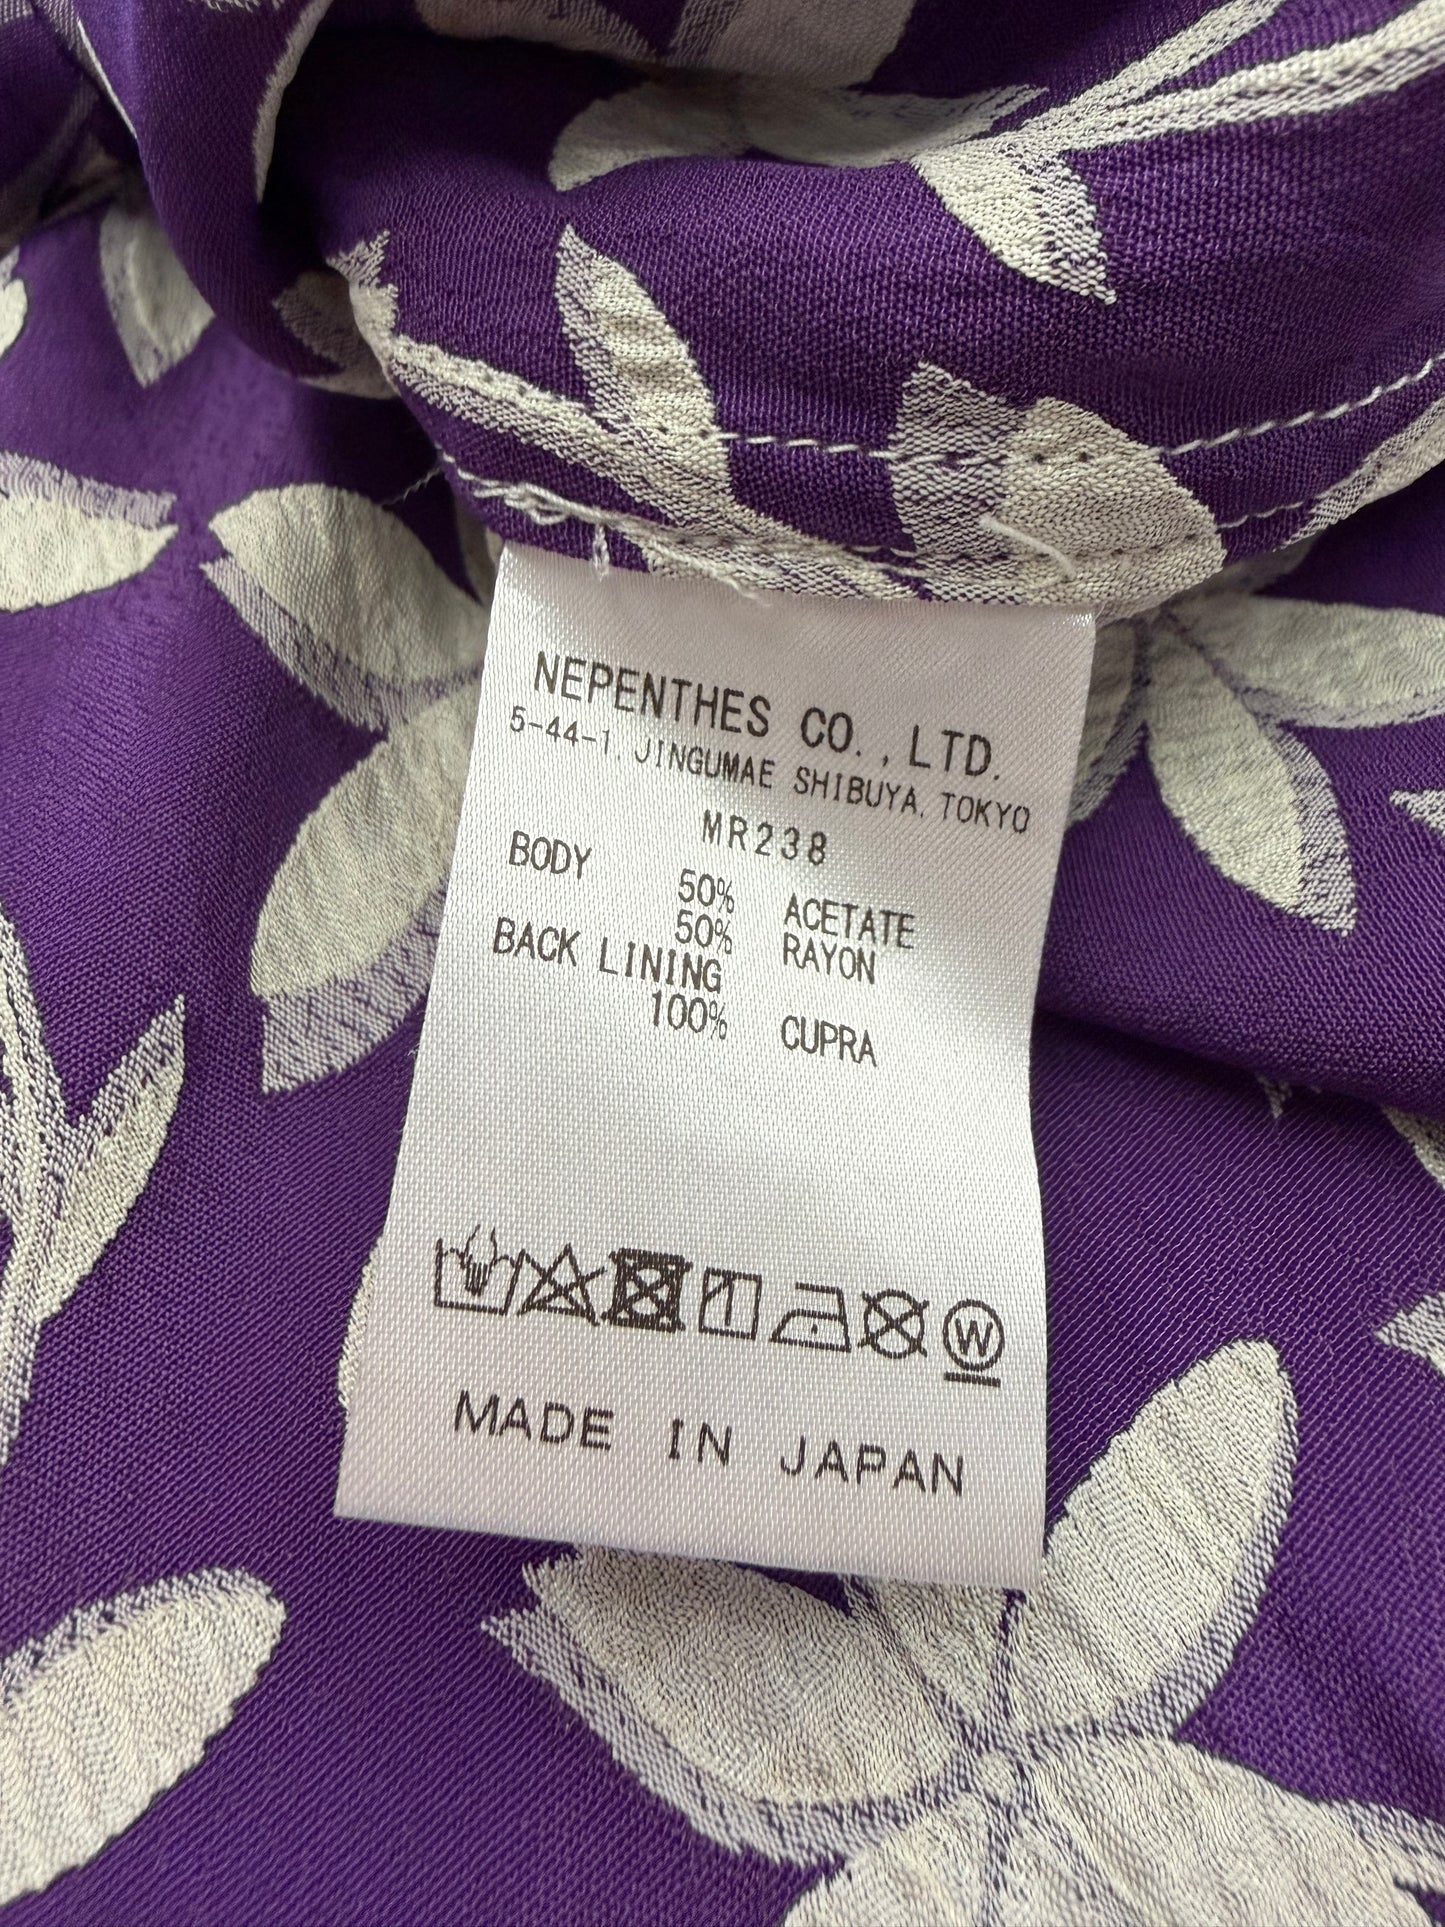 NEPENTHES CO., LTD.
5-44-1, JINGUMAE SHIBUYA, TOKYO
MR238
BODY 50% ACETATE
50% RAYON
BACK LINING
100% CUPRA
W
MADE IN JAPAN